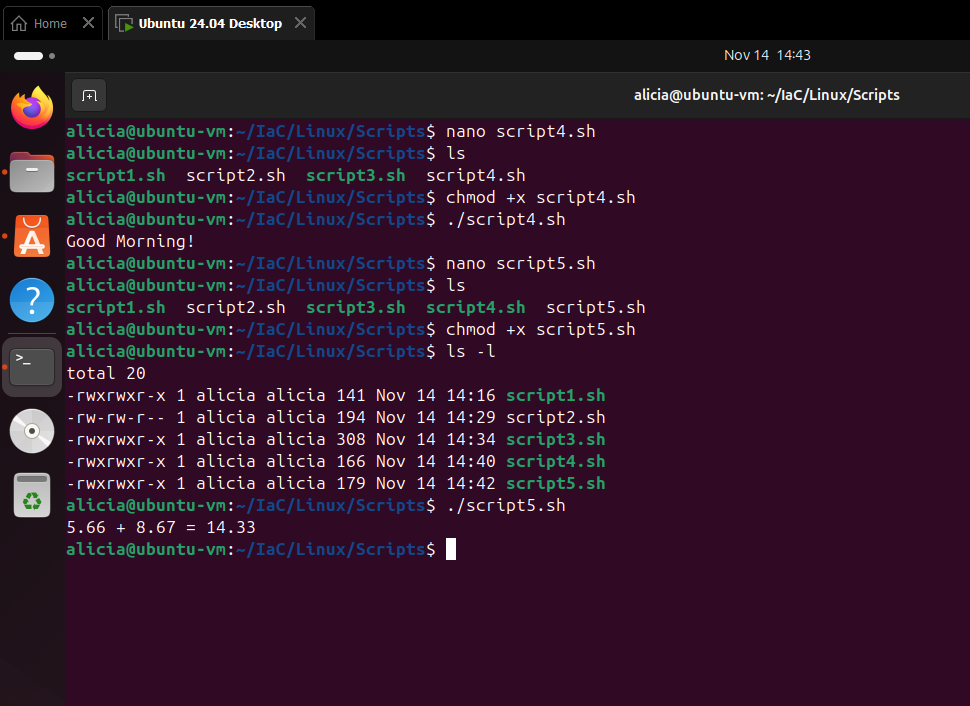 Home
Ubuntu 24.04 Desktop
Nov 14 14:43
alicia@ubuntu-vm: ~/IaC/Linux/Scripts
alicia@ubuntu-vm:~/IaC/Linux/Scripts$ nano script4.sh
alicia@ubuntu-vm:~/IaC/Linux/Scripts$ ls
script1.sh  script2.sh  script3.sh  script4.sh
alicia@ubuntu-vm:~/IaC/Linux/Scripts$ chmod +x script4.sh
alicia@ubuntu-vm:~/IaC/Linux/Scripts$ ./script4.sh
Good Morning!
alicia@ubuntu-vm:~/IaC/Linux/Scripts$ nano script5.sh
alicia@ubuntu-vm:~/IaC/Linux/Scripts$ ls
script1.sh  script2.sh  script3.sh  script4.sh  script5.sh
alicia@ubuntu-vm:~/IaC/Linux/Scripts$ chmod +x script5.sh
alicia@ubuntu-vm:~/IaC/Linux/Scripts$ ls -l
total 20
-rwxrwxr-x 1 alicia alicia 141 Nov 14 14:16 script1.sh
-rw-rw-r-- 1 alicia alicia 194 Nov 14 14:29 script2.sh
-rwxrwxr-x 1 alicia alicia 308 Nov 14 14:34 script3.sh
-rwxrwxr-x 1 alicia alicia 166 Nov 14 14:40 script4.sh
-rwxrwxr-x 1 alicia alicia 179 Nov 14 14:42 script5.sh
alicia@ubuntu-vm:~/IaC/Linux/Scripts$ ./script5.sh
5.66 + 8.67 = 14.33
alicia@ubuntu-vm:~/IaC/Linux/Scripts$